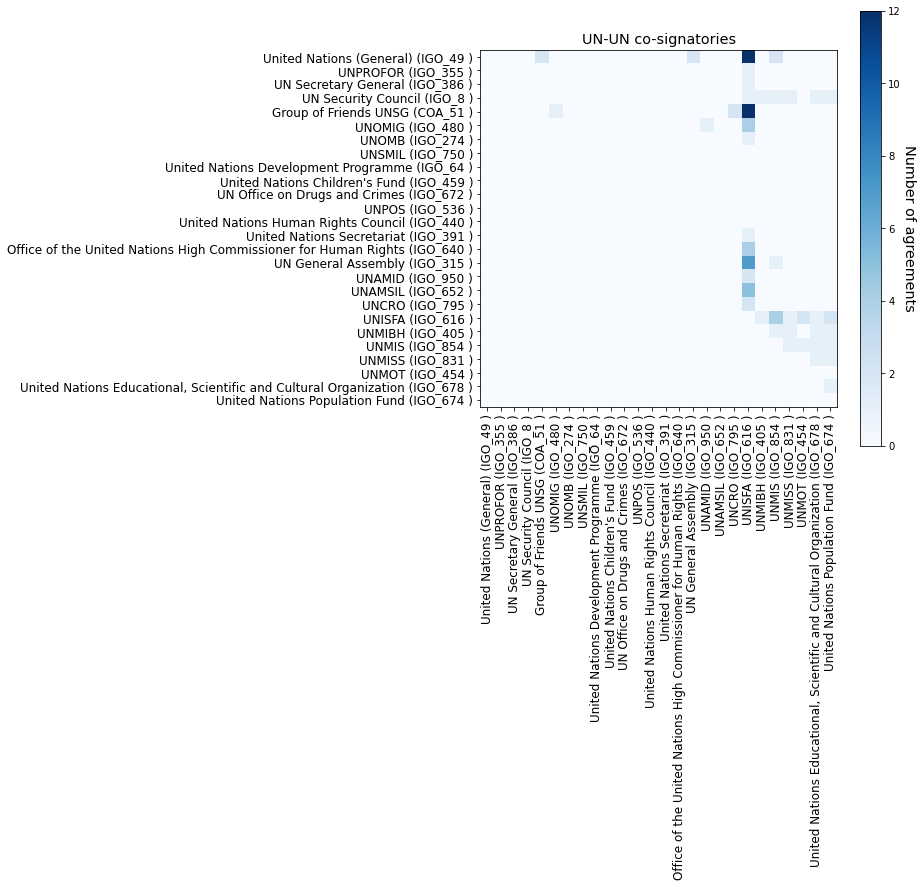 UN-UN co-signatories
United Nations (General) (IGO_49 )
UNPROFOR (IGO_355 )
UN Secretary General (IGO_386 )
UN Security Council (IGO_8 )
Group of Friends UNSG (COA_51 )
UNOMIG (IGO_480 )
UNOMB (IGO_274 )
UNSMIL (IGO_750 )
United Nations Development Programme (IGO_64 )
United Nations Children's Fund (IGO_459 )
UN Office on Drugs and Crimes (IGO_672 )
UNPOS (IGO_536 )
United Nations Human Rights Council (IGO_440 )
United Nations Secretariat (IGO_391 )
Office of the United Nations High Commissioner for Human Rights (IGO_640 )
UN General Assembly (IGO_315 )
UNAMID (IGO_950 )
UNAMSIL (IGO_652 )
UNCRO (IGO_795 )
UNISFA (IGO_616 )
UNMIBH (IGO_405 )
UNMIS (IGO_854 )
UNMISS (IGO_831 )
UNMOT (IGO_454 )
United Nations Educational, Scientific and Cultural Organization (IGO_678 )
United Nations Population Fund (IGO_674 )
United Nations (General) (IGO_49 )
UNPROFOR (IGO_355 )
UN Secretary General (IGO_386 )
UN Security Council (IGO_8 )
Group of Friends UNSG (COA_51 )
UNOMIG (IGO_480 )
UNOMB (IGO_274 )
UNSMIL (IGO_750 )
United Nations Development Programme (IGO_64 )
United Nations Children's Fund (IGO_459 )
UN Office on Drugs and Crimes (IGO_672 )
UNPOS (IGO_536 )
United Nations Human Rights Council (IGO_440 )
United Nations Secretariat (IGO_391 )
Office of the United Nations High Commissioner for Human Rights (IGO_640 )
UN General Assembly (IGO_315 )
UNAMID (IGO_950 )
UNAMSIL (IGO_652 )
UNCRO (IGO_795 )
UNISFA (IGO_616 )
UNMIBH (IGO_405 )
UNMIS (IGO_854 )
UNMISS (IGO_831 )
UNMOT (IGO_454 )
United Nations Educational, Scientific and Cultural Organization (IGO_678 )
United Nations Population Fund (IGO_674 )
12
10
8
6
4
2
0
Number of agreements